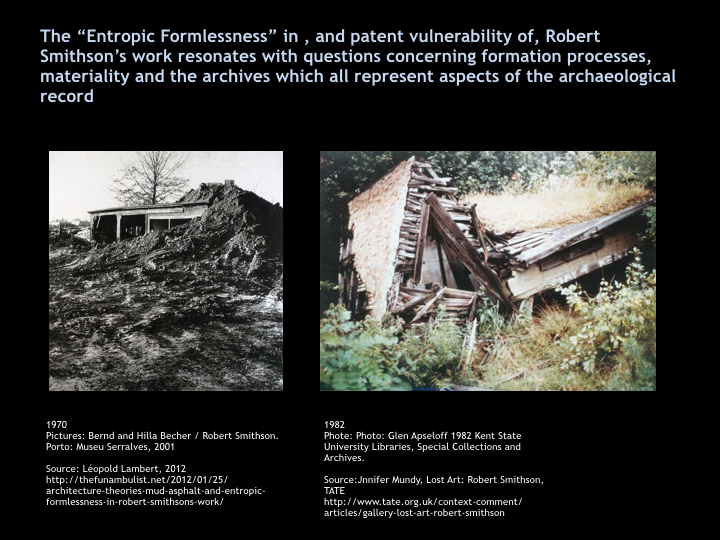 The “Entropic Formlessness” in , and patent vulnerability of, Robert
Smithson’s work resonates with questions concerning formation processes,
materiality and the archives which all represent aspects of the archaeological
record
1970
Pictures: Bernd and Hilla Becher / Robert Smithson.
Porto: Museu Serralves, 2001
Source: Léopold Lambert, 2012
http://thefunambulist.net/2012/01/25/
architecture-theories-mud-asphalt-and-entropic-
formlessness-in-robert-smithsons-work/
1982
Phote: Photo: Glen Apseloff 1982 Kent State
University Libraries, Special Collections and
Archives.
Source:Jnnifer Mundy, Lost Art: Robert Smithson,
TATE
http://www.tate.org.uk/context-comment/
articles/gallery-lost-art-robert-smithson